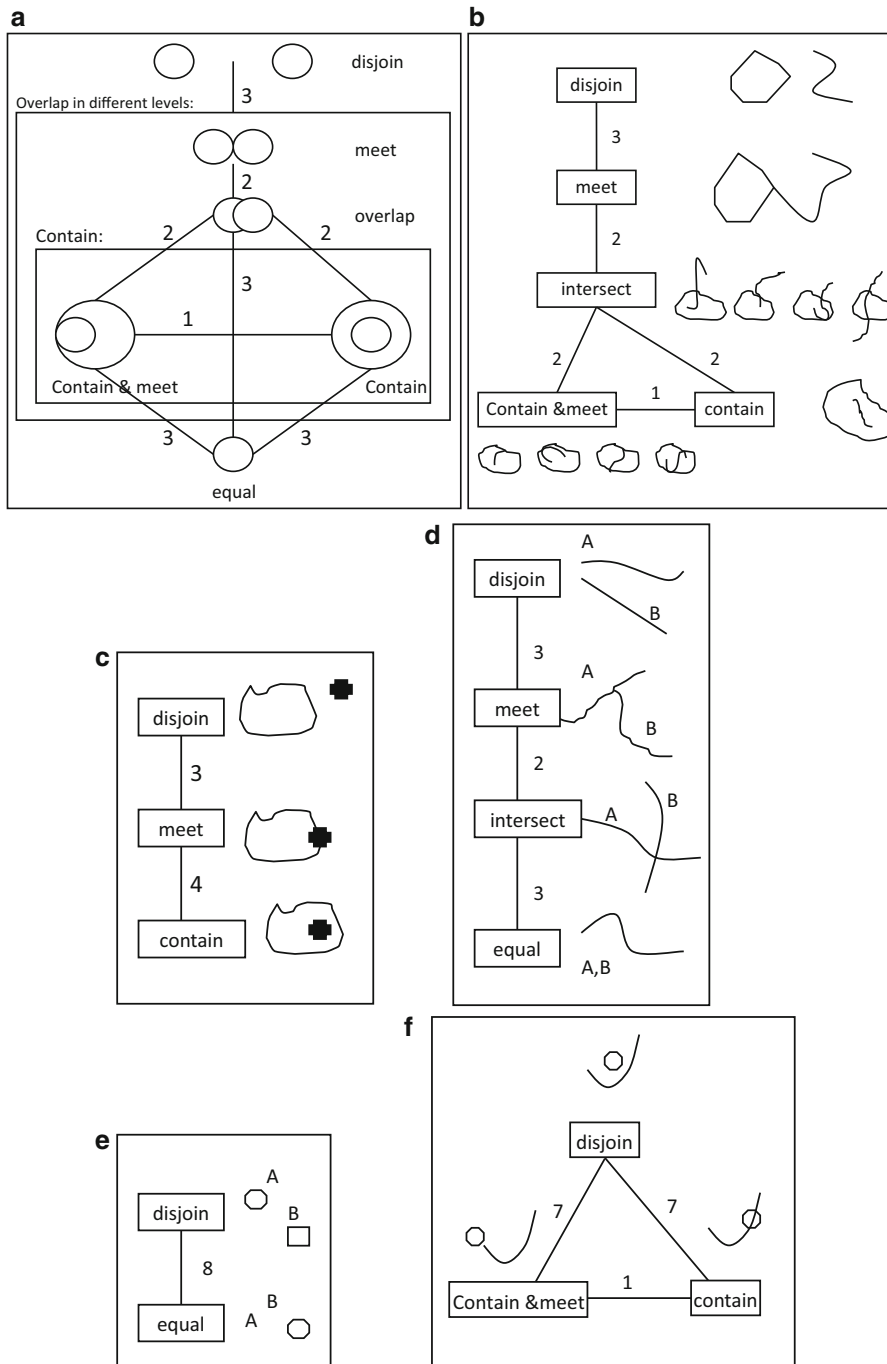 a
disjoin
3
Overlap in different levels:
meet
2
overlap
Contain:
2
2
3
1
Contain & meet
Contain
3
3
equal
b
disjoin
3
meet
2
intersect
2
2
1
Contain &meet
contain
c
disjoin
3
meet
4
contain
d
A
disjoin
B
3
A
meet
B
2
B
A
intersect
3
equal
A,B
e
A
disjoin
B
8
B
A
equal
f
disjoin
7
7
1
Contain &meet
contain